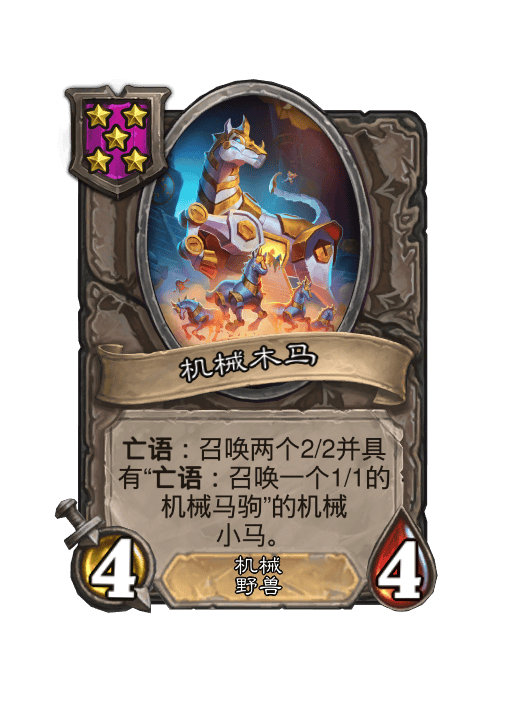 机械木马
亡语：召唤两个2/2并具
有“亡语：召唤一个1/1的
机械马驹”的机械
小马。
机械
野兽
4
4